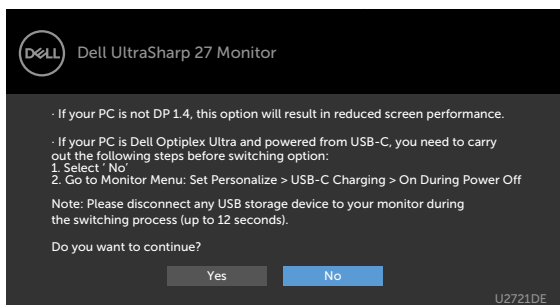 DELL Dell UltraSharp 27 Monitor
· If your PC is not DP 1.4, this option will result in reduced screen performance.
· If your PC is Dell Optiplex Ultra and powered from USB-C, you need to carry
out the following steps before switching option:
1. Select ‘ No’
2. Go to Monitor Menu: Set Personalize > USB-C Charging > On During Power Off
Note: Please disconnect any USB storage device to your monitor during
the switching process (up to 12 seconds).
Do you want to continue?
Yes No
U2721DE